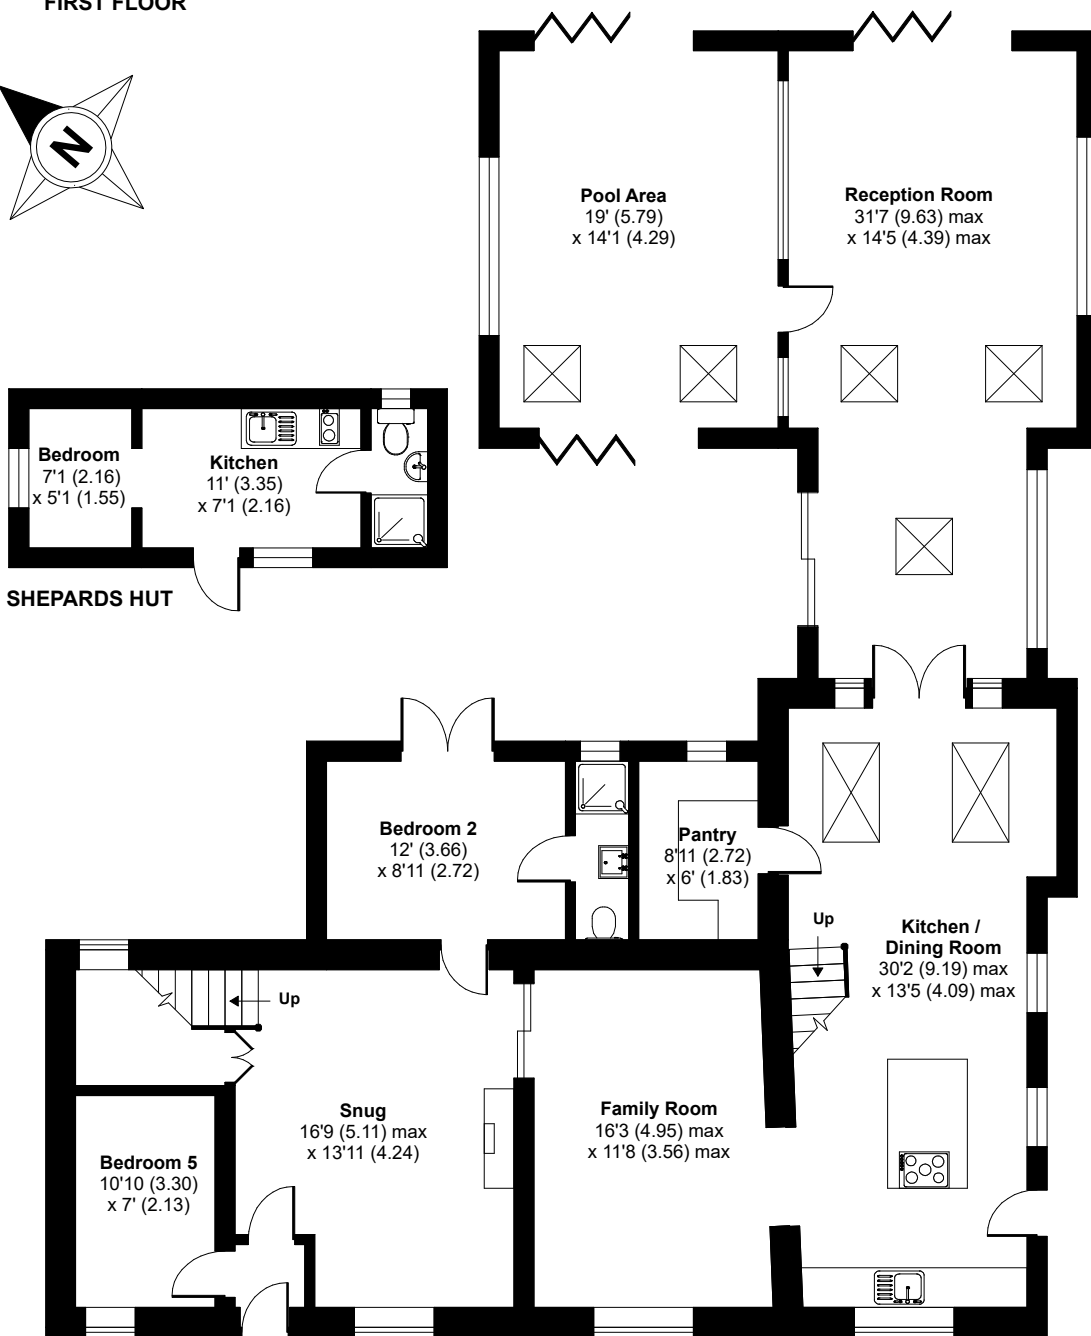 FIRST FLOOR
N
Pool Area
19' (5.79)
x 14'1 (4.29)
Reception Room
31'7 (9.63) max
x 14'5 (4.39) max
Bedroom
7'1 (2.16)
x 5'1 (1.55)
Kitchen
11' (3.35)
x 7'1 (2.16)
SHEPARDS HUT
Bedroom 2
12' (3.66)
x 8'11 (2.72)
Pantry
8'11 (2.72)
x 6' (1.83)
Up
Kitchen /
Dining Room
30'2 (9.19) max
x 13'5 (4.09) max
Up
Snug
16'9 (5.11) max
x 13'11 (4.24)
Family Room
16'3 (4.95) max
x 11'8 (3.56) max
Bedroom 5
10'10 (3.30)
x 7' (2.13)